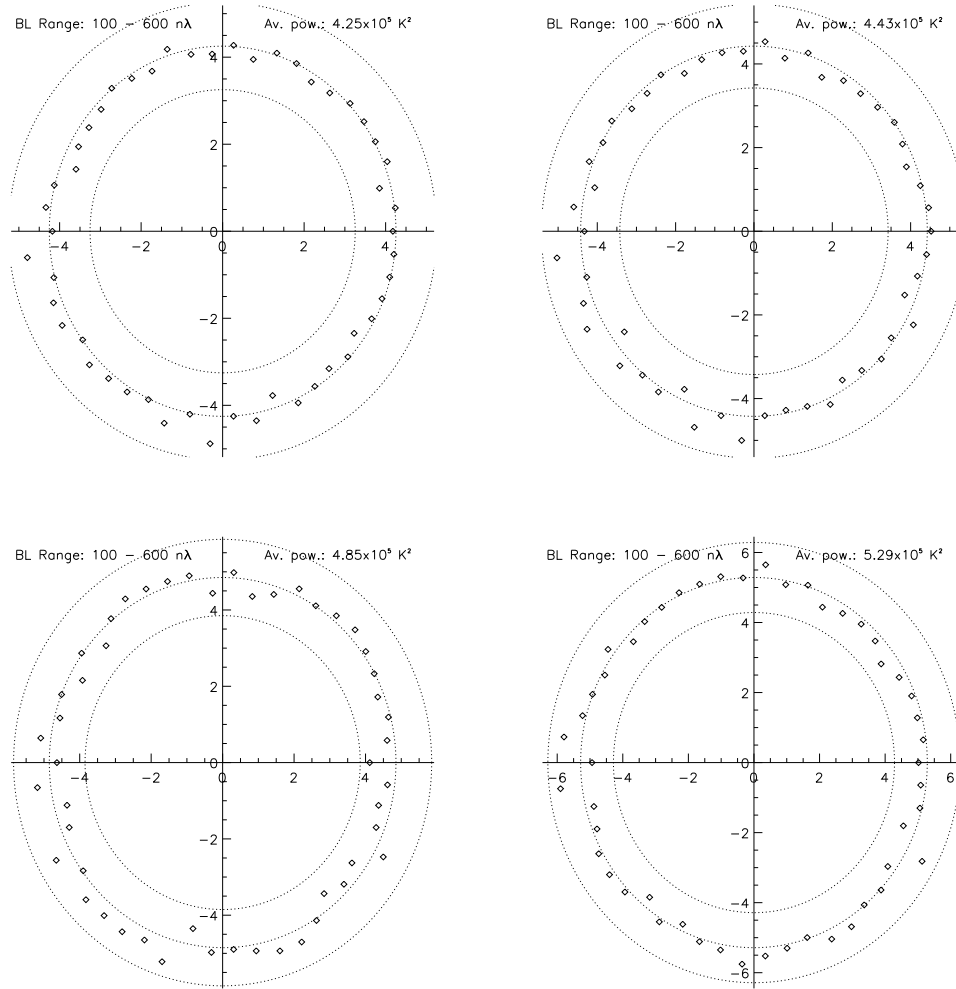 BL Range: 100 – 600 nλ Av. pow.: 4.25x10⁵ K²
4
2
−4 −2 0 2 4
−2
−4
BL Range: 100 – 600 nλ Av. pow.: 4.43x10⁵ K²
4
2
−4 −2 0 2 4
−2
−4
BL Range: 100 – 600 nλ Av. pow.: 4.85x10⁵ K²
4
2
−4 −2 0 2 4
−2
−4
BL Range: 100 – 600 nλ Av. pow.: 5.29x10⁵ K²
6
4
2
−6 −4 −2 0 2 4 6
−2
−4
−6